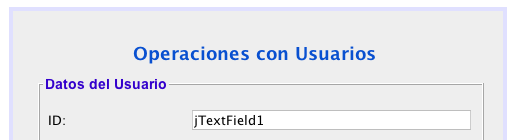 Operaciones con Usuarios
Datos del Usuario
ID: jTextField1